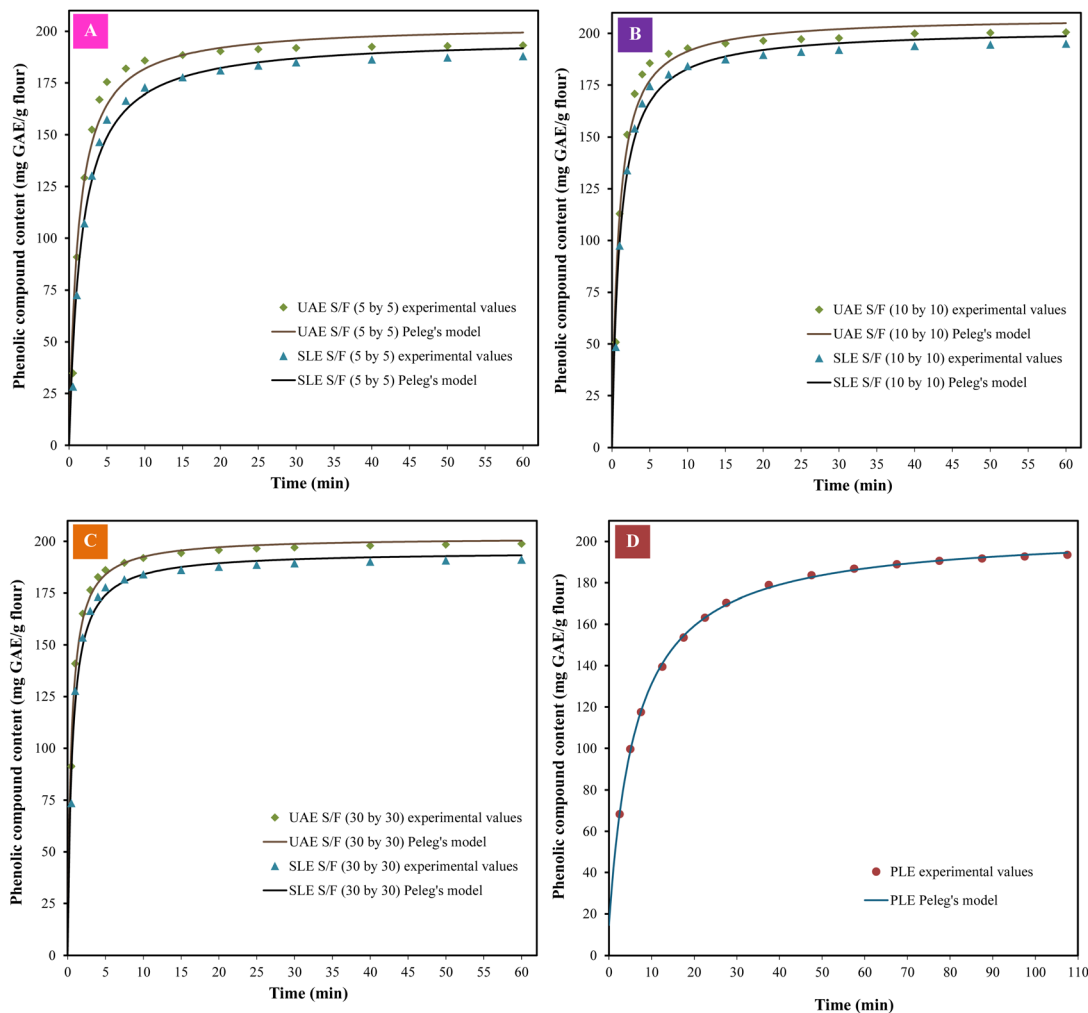 A
Phenolic compound content (mg GAE/g flour)
200
175
150
125
100
75
50
25
0
UAE S/F (5 by 5) experimental values
UAE S/F (5 by 5) Peleg's model
SLE S/F (5 by 5) experimental values
SLE S/F (5 by 5) Peleg's model
0 5 10 15 20 25 30 35 40 45 50 55 60
Time (min)
B
Phenolic compound content (mg GAE/g flour)
200
175
150
125
100
75
50
25
0
UAE S/F (10 by 10) experimental values
UAE S/F (10 by 10) Peleg's model
SLE S/F (10 by 10) experimental values
SLE S/F (10 by 10) Peleg's model
0 5 10 15 20 25 30 35 40 45 50 55 60
Time (min)
C
Phenolic compound content (mg GAE/g flour)
200
175
150
125
100
75
50
25
0
UAE S/F (30 by 30) experimental values
UAE S/F (30 by 30) Peleg's model
SLE S/F (30 by 30) experimental values
SLE S/F (30 by 30) Peleg's model
0 5 10 15 20 25 30 35 40 45 50 55 60
Time (min)
D
Phenolic compound content (mg GAE/g flour)
200
180
160
140
120
100
80
60
40
20
0
PLE experimental values
PLE Peleg's model
0 10 20 30 40 50 60 70 80 90 100 110
Time (min)